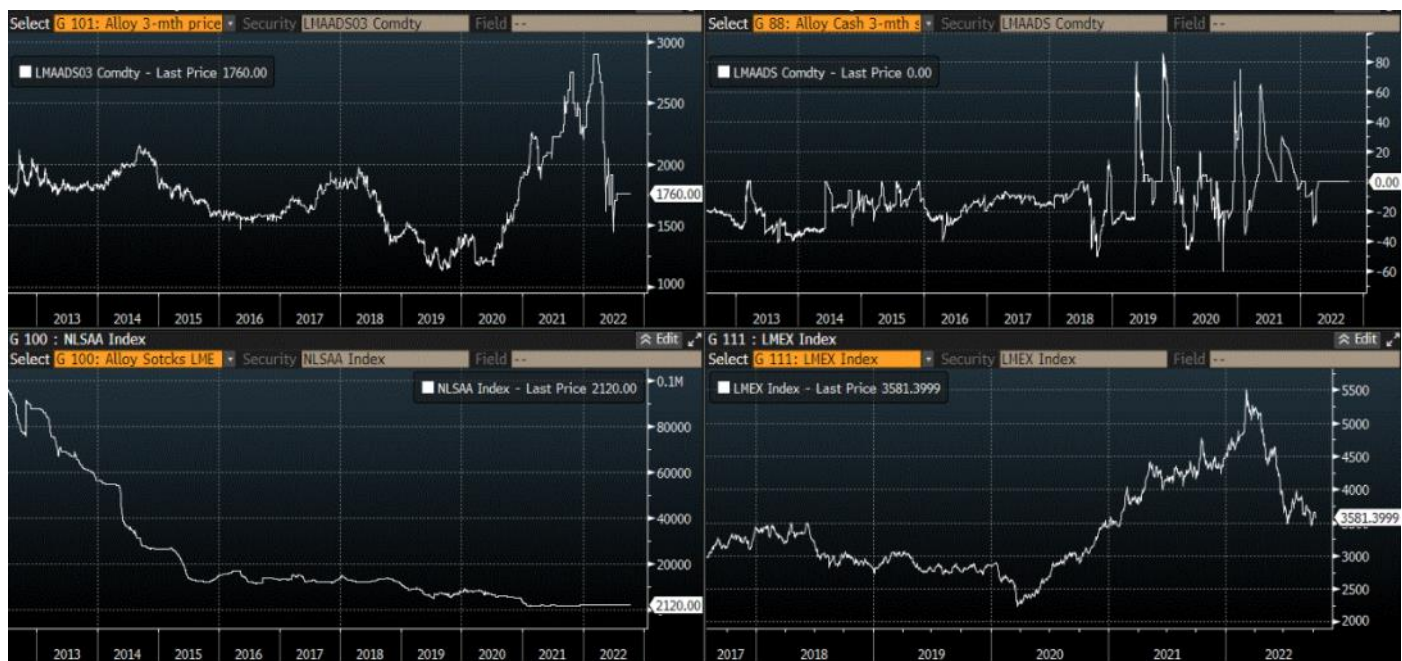 Select G 101: Alloy 3-mth price Security LMAADS03 Comdty Field --
LMAADS03 Comdty - Last Price 1760.00
3000
2500
2000
1760.00
1500
1000
2013 2014 2015 2016 2017 2018 2019 2020 2021 2022
Select G 88: Alloy Cash 3-mth s Security LMAADS Comdty Field --
LMAADS Comdty - Last Price 0.00
80
60
40
20
0.00
-20
-40
-60
2013 2014 2015 2016 2017 2018 2019 2020 2021 2022
G 100 : NLSAA Index Edit
Select G 100: Alloy Sotcks LME Security NLSAA Index Field --
NLSAA Index - Last Price 2120.00
0.1M
80000
60000
40000
20000
2120.00
2013 2014 2015 2016 2017 2018 2019 2020 2021 2022
G 111 : LMEX Index Edit
Select G 111: LMEX Index Security LMEX Index Field --
LMEX Index - Last Price 3581.3999
5500
5000
4500
4000
3581.3999
3000
2500
2000
2017 2018 2019 2020 2021 2022